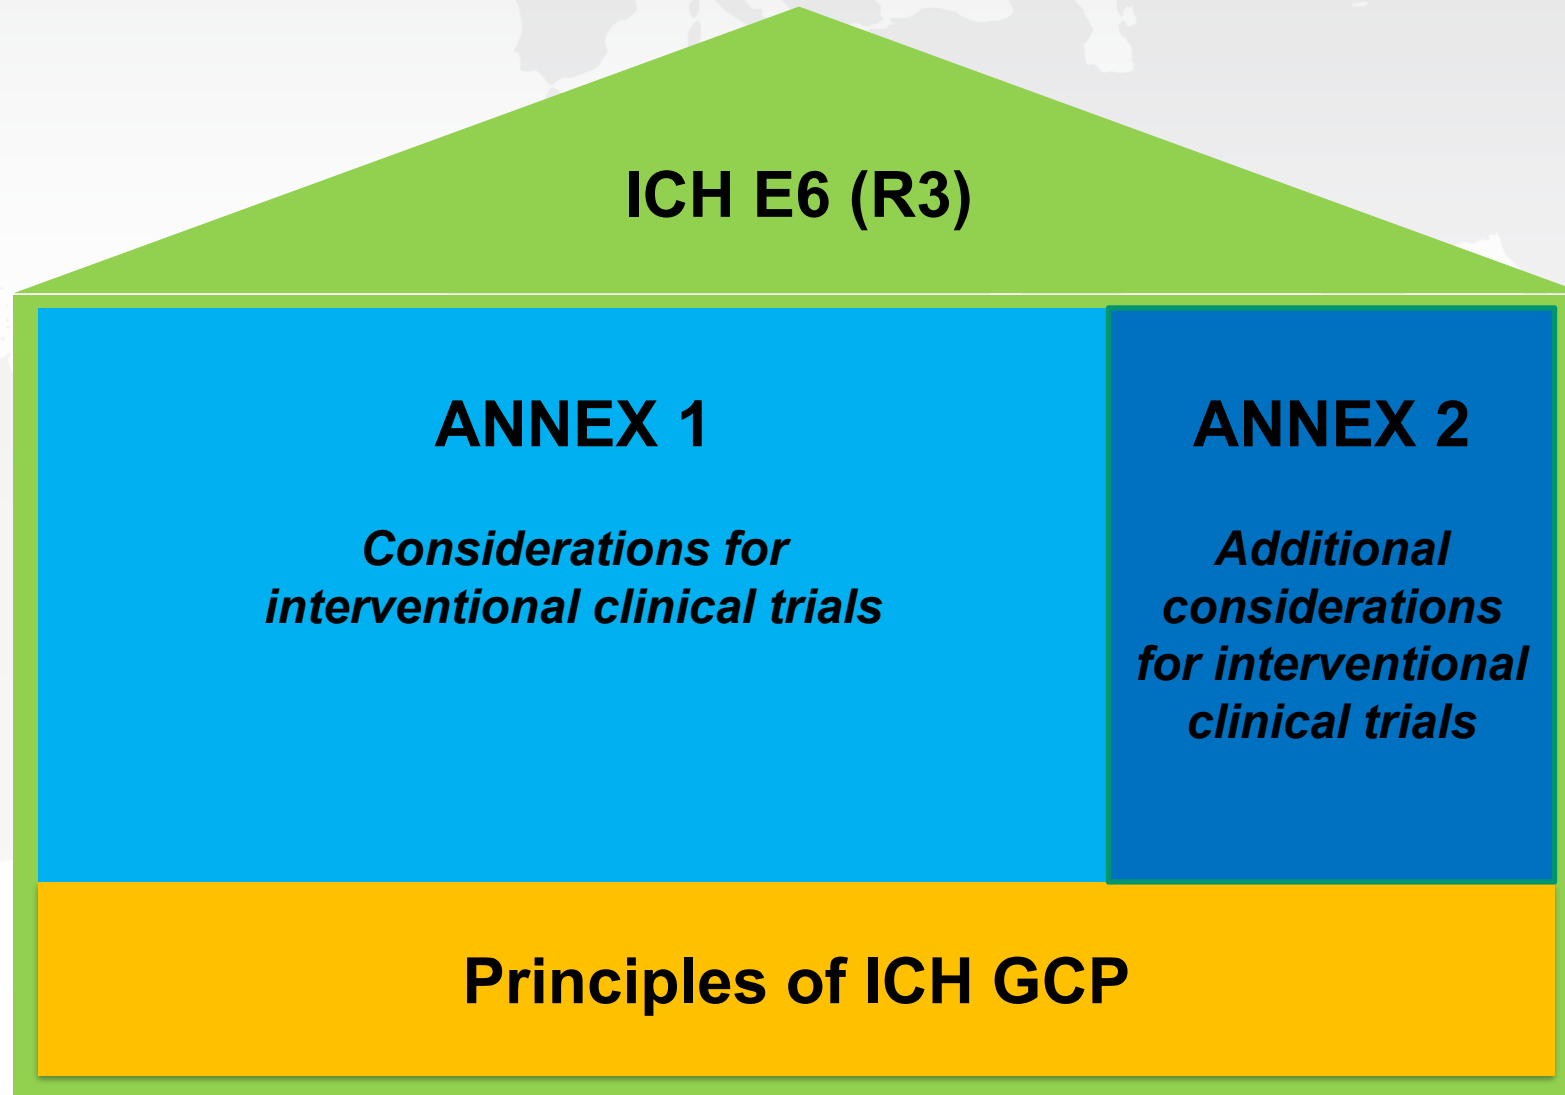 ICH E6 (R3)
ANNEX 1
Considerations for
interventional clinical trials
ANNEX 2
Additional
considerations
for interventional
clinical trials
Principles of ICH GCP